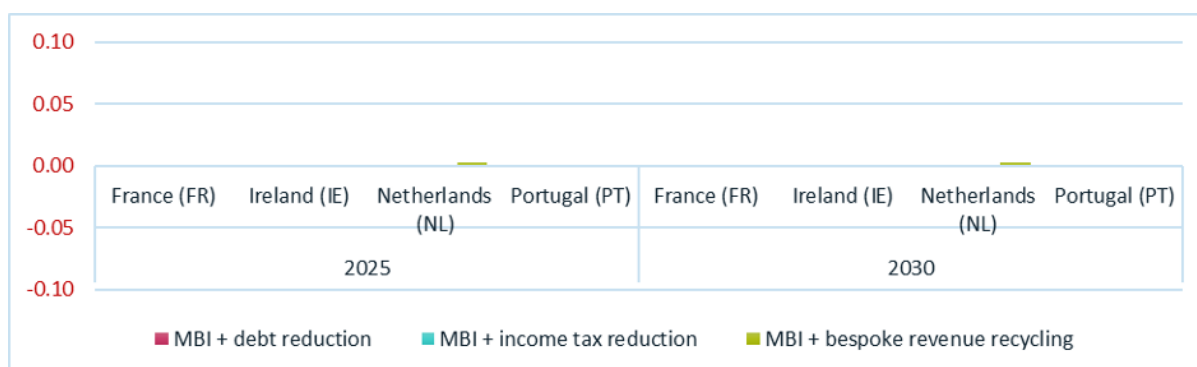 0.10
0.05
0.00
France (FR) Ireland (IE) Netherlands Portugal (PT) France (FR) Ireland (IE) Netherlands Portugal (PT)
(NL) (NL)
-0.05
2025 2030
-0.10
MBI + debt reduction MBI + income tax reduction MBI + bespoke revenue recycling